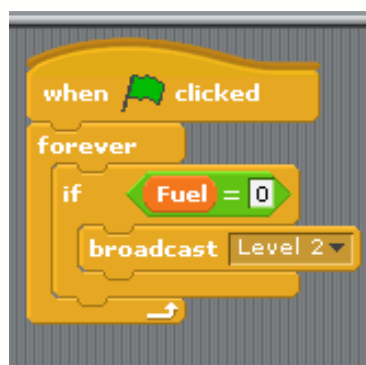 when clicked
forever
if Fuel = 0
broadcast Level 2